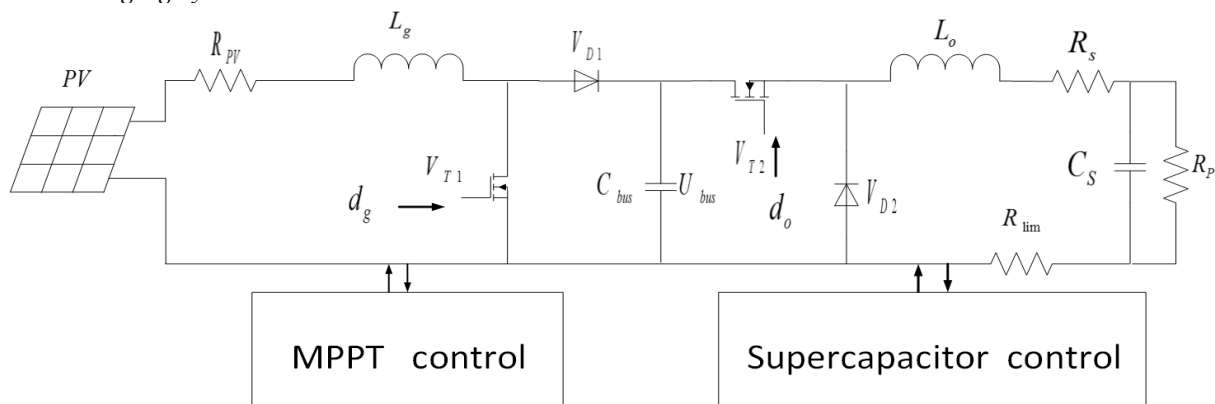 L_g
L_o
R_PV
V_D1
R_s
PV
V_T1
V_T2
C_S
R_P
C_bus
U_bus
V_D2
d_g
d_o
R_lim
MPPT control
Supercapacitor control